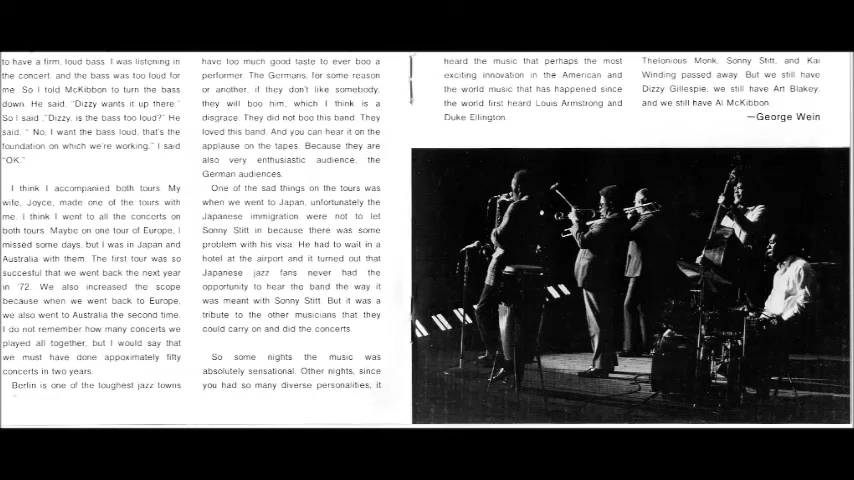 to have a firm, loud bass. I was listening in
the concert, and the bass was too loud for
me. So I told McKibbon to turn the bass
down. He said, "Dizzy wants it up there."
So I said ,"Dizzy, is the bass too loud?" He
said, " No, I want the bass loud, that's the
foundation on which we're working." I said
"OK."
I think I accompanied both tours. My
wife, Joyce, made one of the tours with
me. I think I went to all the concerts on
both tours. Maybe on one tour of Europe, I
missed some days, but I was in Japan and
Australia with them. The first tour was so
succesful that we went back the next year
in '72. We also increased the scope
because when we went back to Europe,
we also went to Australia the second time.
I do not remember how many concerts we
played all together, but I would say that
we must have done appoximately fifty
concerts in two years.
Berlin is one of the toughest jazz towns
have too much good taste to ever boo a
performer. The Germans, for some reason
or another, if they don't like somebody,
they will boo him, which I think is a
disgrace. They did not boo this band. They
loved this band. And you can hear it on the
applause on the tapes. Because they are
also very enthusiastic audience, the
German audiences.
One of the sad things on the tours was
when we went to Japan, unfortunately the
Japanese immigration were not to let
Sonny Stitt in because there was some
problem with his visa. He had to wait in a
hotel at the airport and it turned out that
Japanese jazz fans never had the
opportunity to hear the band the way it
was meant with Sonny Stitt. But it was a
tribute to the other musicians that they
could carry on and did the concerts.
So some nights the music was
absolutely sensational. Other nights, since
you had so many diverse personalities, it
heard the music that perhaps the most
exciting innovation in the American and
the world music that has happened since
the world first heard Louis Armstrong and
Duke Ellington.
Thelonious Monk, Sonny Stitt, and Kai
Winding passed away. But we still have
Dizzy Gillespie, we still have Art Blakey,
and we still have Al McKibbon.
—George Wein